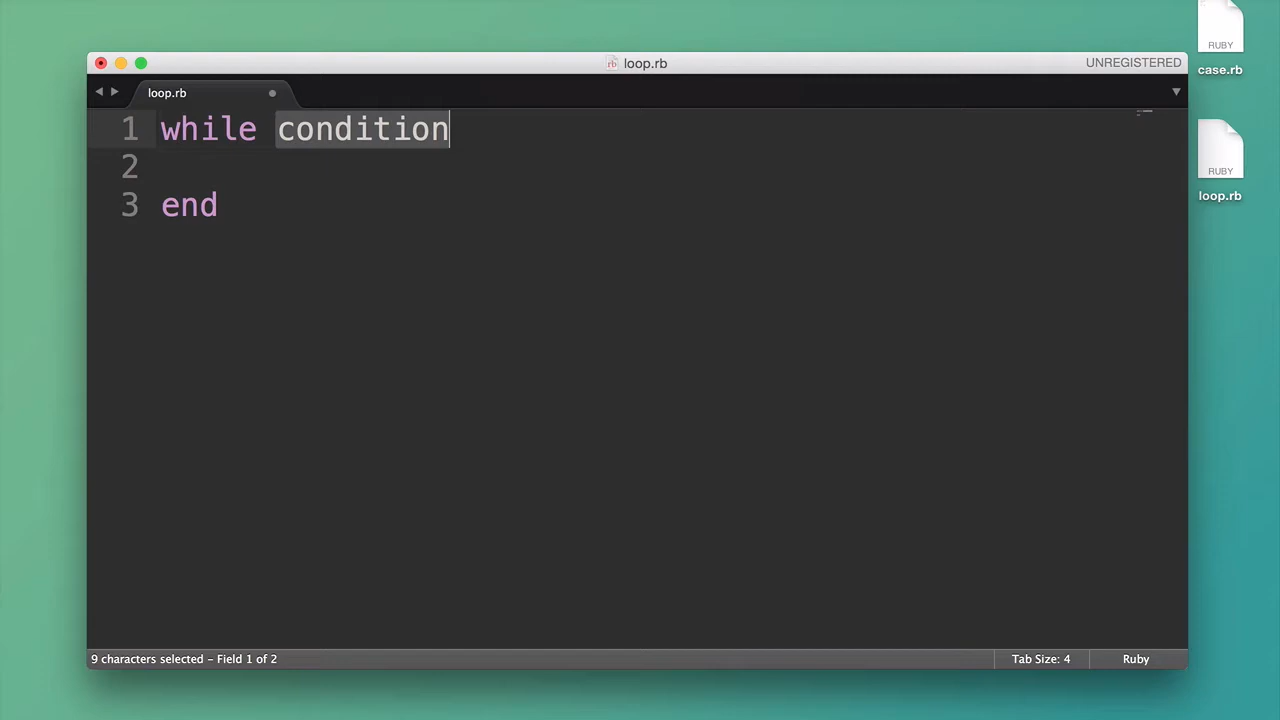 RUBY
case.rb
rb loop.rb
UNREGISTERED
loop.rb
1 while condition
2
3 end
RUBY
loop.rb
9 characters selected – Field 1 of 2
Tab Size: 4
Ruby